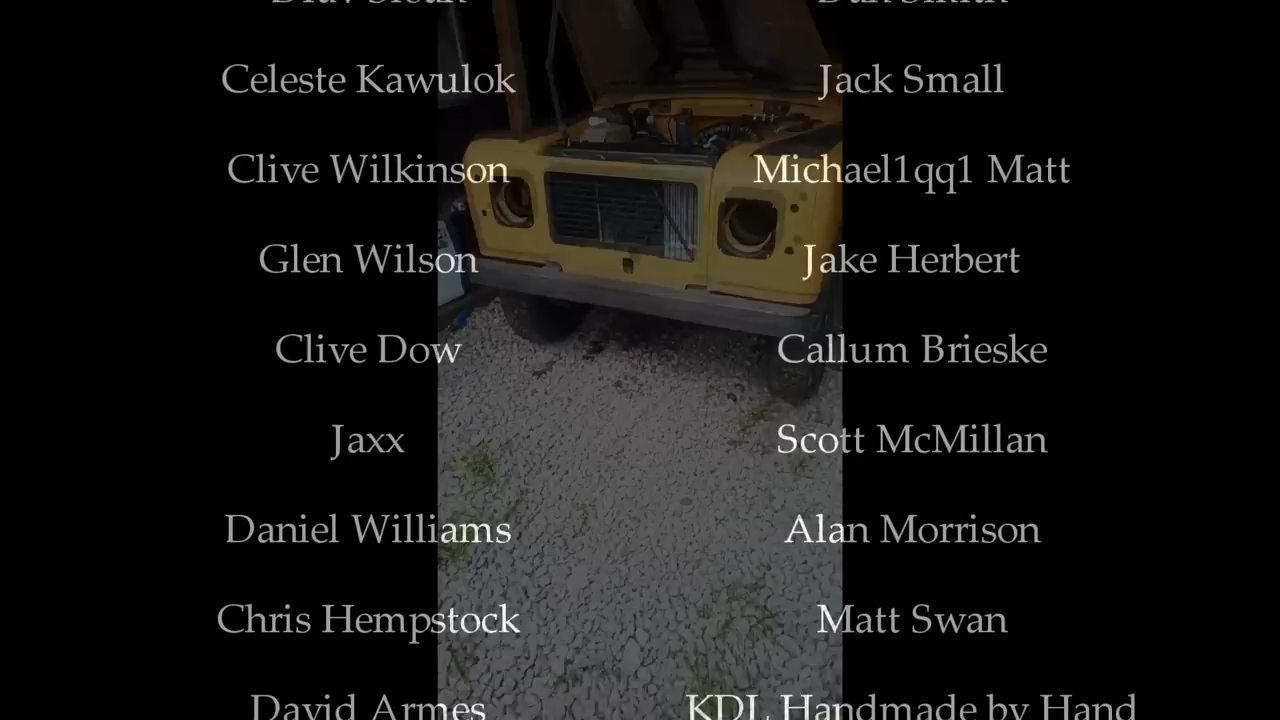 Celeste Kawulok
Jack Small
Clive Wilkinson
Michael1qq1 Matt
Glen Wilson
Jake Herbert
Clive Dow
Callum Brieske
Jaxx
Scott McMillan
Daniel Williams
Alan Morrison
Chris Hempstock
Matt Swan
David Armes
KDL Handmade by Hand